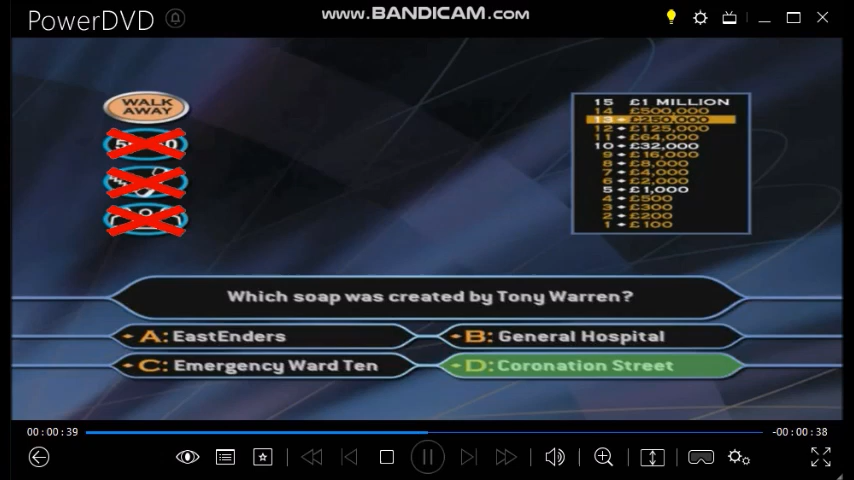 PowerDVD
www.BANDICAM.com
WALK
AWAY
15 £1 MILLION
14 £500,000
13 £250,000
12 £125,000
11 £64,000
10 £32,000
9 £16,000
8 £8,000
7 £4,000
6 £2,000
5 £1,000
4 £500
3 £300
2 £200
1 £100
Which soap was created by Tony Warren?
A: EastEnders
B: General Hospital
C: Emergency Ward Ten
D: Coronation Street
00:00:39
-00:00:38